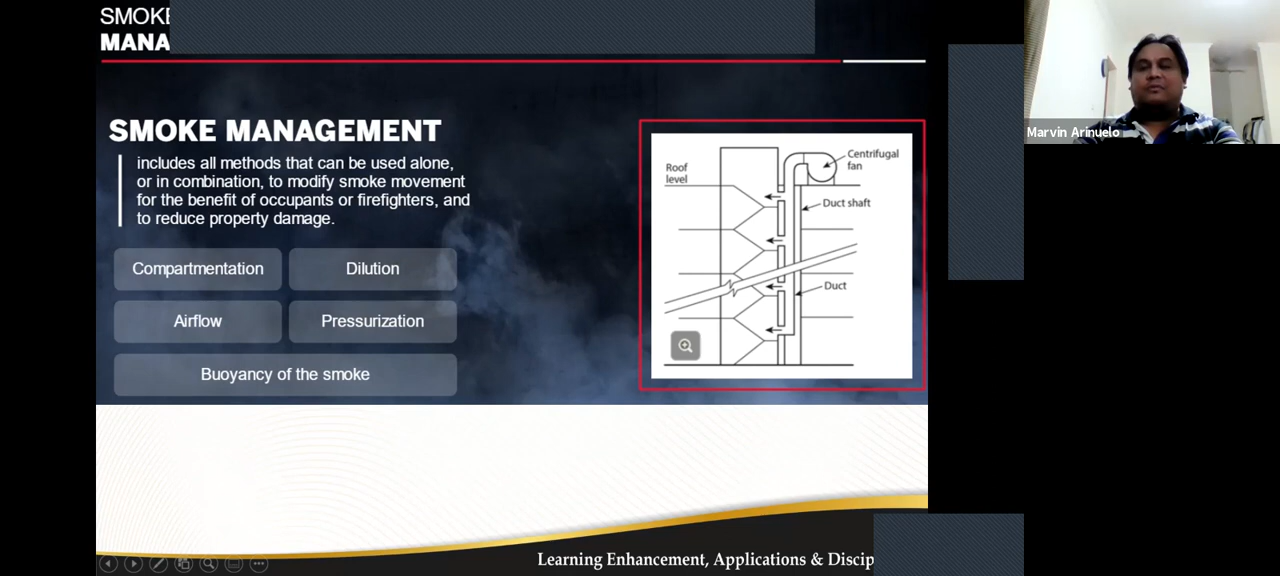 SMOKE
MANA
SMOKE MANAGEMENT
includes all methods that can be used alone,
or in combination, to modify smoke movement
for the benefit of occupants or firefighters, and
to reduce property damage.
Compartmentation
Dilution
Airflow
Pressurization
Buoyancy of the smoke
Roof
level
Centrifugal
fan
Duct shaft
Duct
Marvin Arinuelo
Learning Enhancement, Applications & Discip